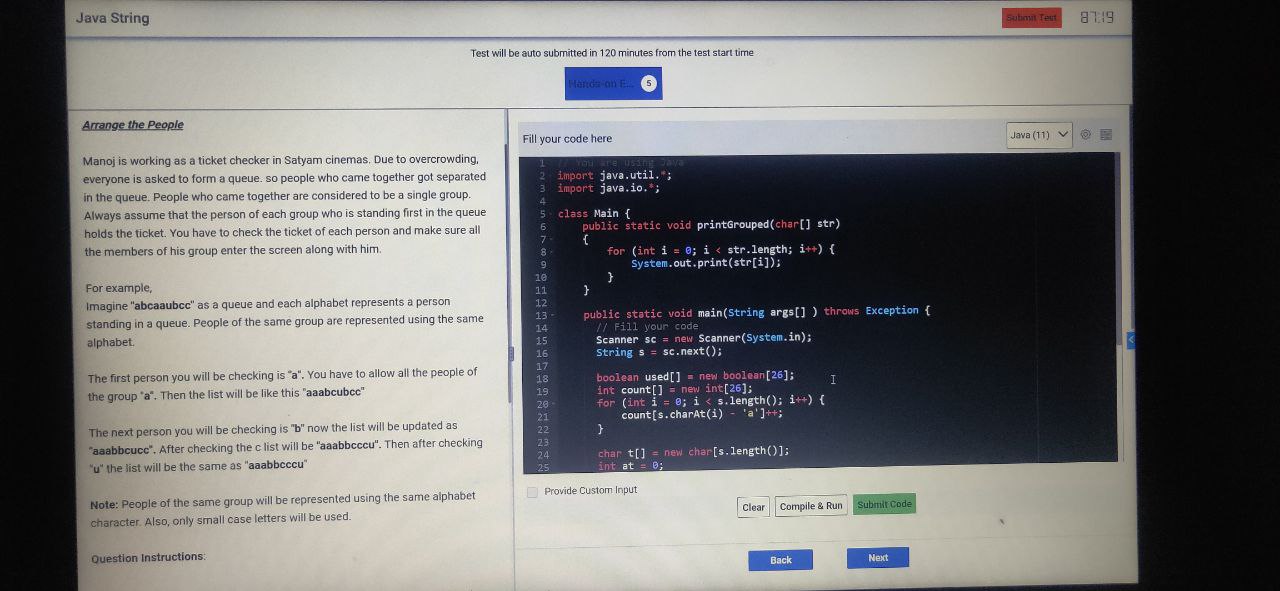 Java String
Submit Test
87:19
Test will be auto submitted in 120 minutes from the test start time
Hands-on E... 5
Arrange the People
Manoj is working as a ticket checker in Satyam cinemas. Due to overcrowding,
everyone is asked to form a queue. so people who came together got separated
in the queue. People who came together are considered to be a single group.
Always assume that the person of each group who is standing first in the queue
holds the ticket. You have to check the ticket of each person and make sure all
the members of his group enter the screen along with him.
For example,
Imagine "abcaaubcc" as a queue and each alphabet represents a person
standing in a queue. People of the same group are represented using the same
alphabet.
The first person you will be checking is "a". You have to allow all the people of
the group "a". Then the list will be like this "aaabcubcc"
The next person you will be checking is "b" now the list will be updated as
"aaabbcucc". After checking the c list will be "aaabbcccu". Then after checking
"u" the list will be the same as "aaabbcccu"
Note: People of the same group will be represented using the same alphabet
character. Also, only small case letters will be used.
Question Instructions:
Fill your code here
Java (11)
1 // You are using Java
2 import java.util.*;
3 import java.io.*;
4
5 class Main {
6 public static void printGrouped(char[] str)
7 {
8 for (int i = 0; i < str.length; i++) {
9 System.out.print(str[i]);
10 }
11 }
12
13 public static void main(String args[] ) throws Exception {
14 // Fill your code
15 Scanner sc = new Scanner(System.in);
16 String s = sc.next();
17
18 boolean used[] = new boolean[26];
19 int count[] = new int[26];
20 for (int i = 0; i < s.length(); i++) {
21 count[s.charAt(i) - 'a']++;
22 }
23
24 char t[] = new char[s.length()];
25 int at = 0;
Provide Custom Input
Clear
Compile & Run
Submit Code
Back
Next